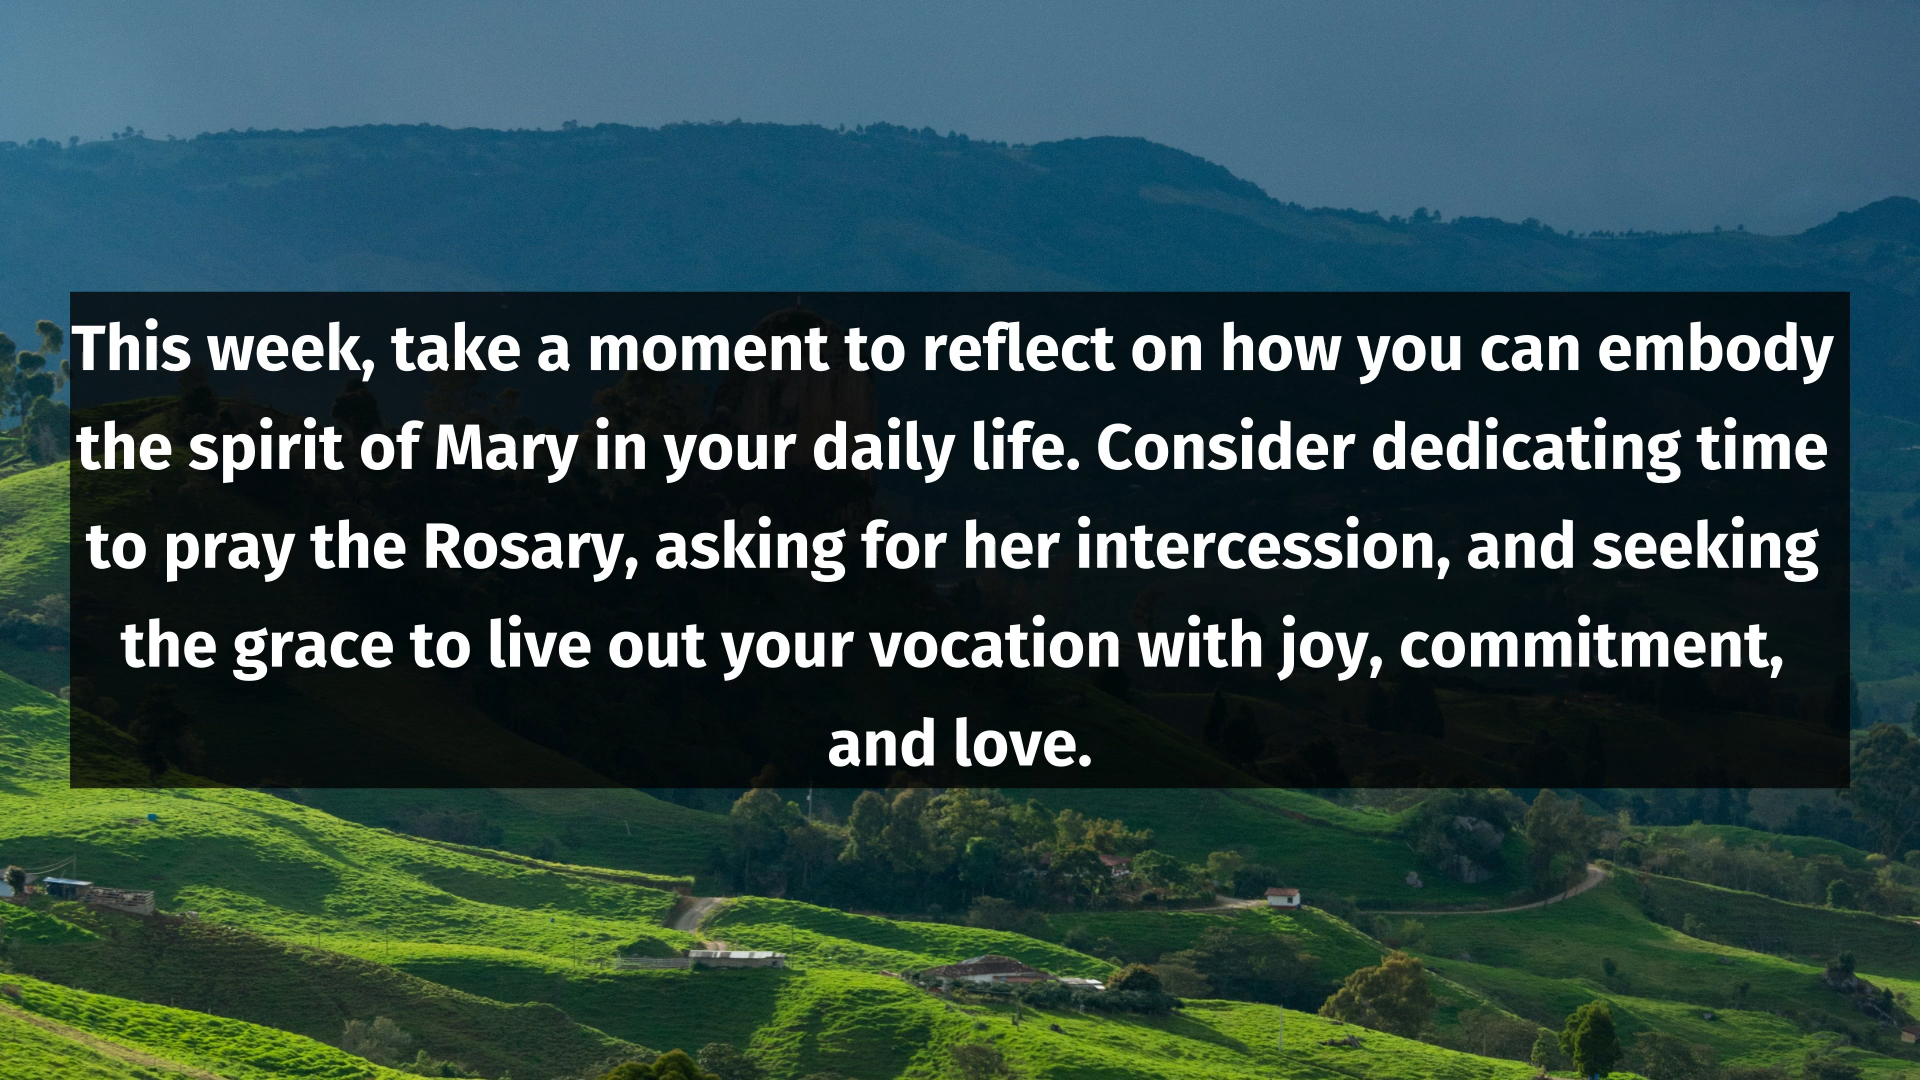 This week, take a moment to reflect on how you can embody
the spirit of Mary in your daily life. Consider dedicating time
to pray the Rosary, asking for her intercession, and seeking
the grace to live out your vocation with joy, commitment,
and love.